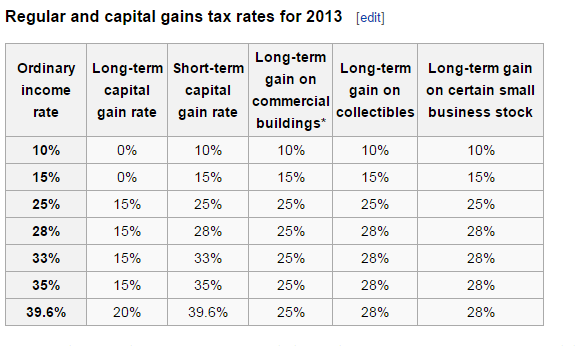 Regular and capital gains tax rates for 2013 [edit]
Ordinary income rate Long-term capital gain rate Short-term capital gain rate Long-term gain on commercial buildings* Long-term gain on collectibles Long-term gain on certain small business stock
10% 0% 10% 10% 10% 10%
15% 0% 15% 15% 15% 15%
25% 15% 25% 25% 25% 25%
28% 15% 28% 25% 28% 28%
33% 15% 33% 25% 28% 28%
35% 15% 35% 25% 28% 28%
39.6% 20% 39.6% 25% 28% 28%